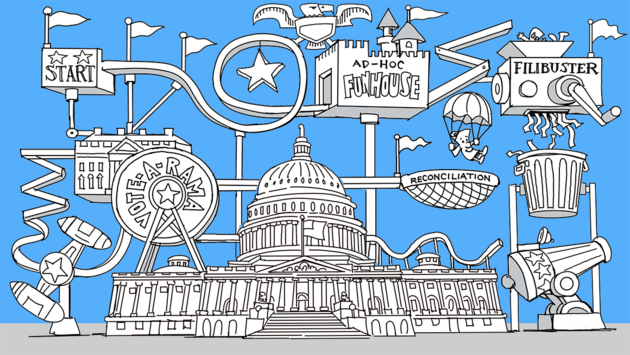 START
AD-HOC
FUNHOUSE
FILIBUSTER
VOTE-A-RAMA
RECONCILIATION